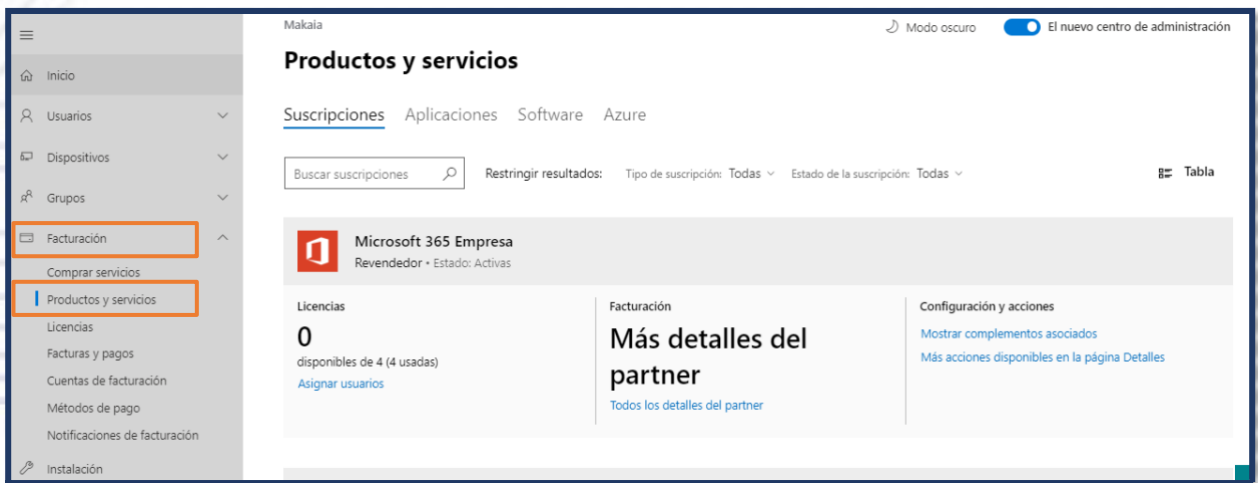 Makaia
Modo oscuro
El nuevo centro de administración
Productos y servicios
Inicio
Usuarios
Dispositivos
Grupos
Facturación
Comprar servicios
Productos y servicios
Licencias
Facturas y pagos
Cuentas de facturación
Métodos de pago
Notificaciones de facturación
Instalación
Suscripciones Aplicaciones Software Azure
Buscar suscripciones Restringir resultados: Tipo de suscripción: Todas Estado de la suscripción: Todas Tabla
Microsoft 365 Empresa
Revendedor • Estado: Activas
Licencias
0
disponibles de 4 (4 usadas)
Asignar usuarios
Facturación
Más detalles del
partner
Todos los detalles del partner
Configuración y acciones
Mostrar complementos asociados
Más acciones disponibles en la página Detalles